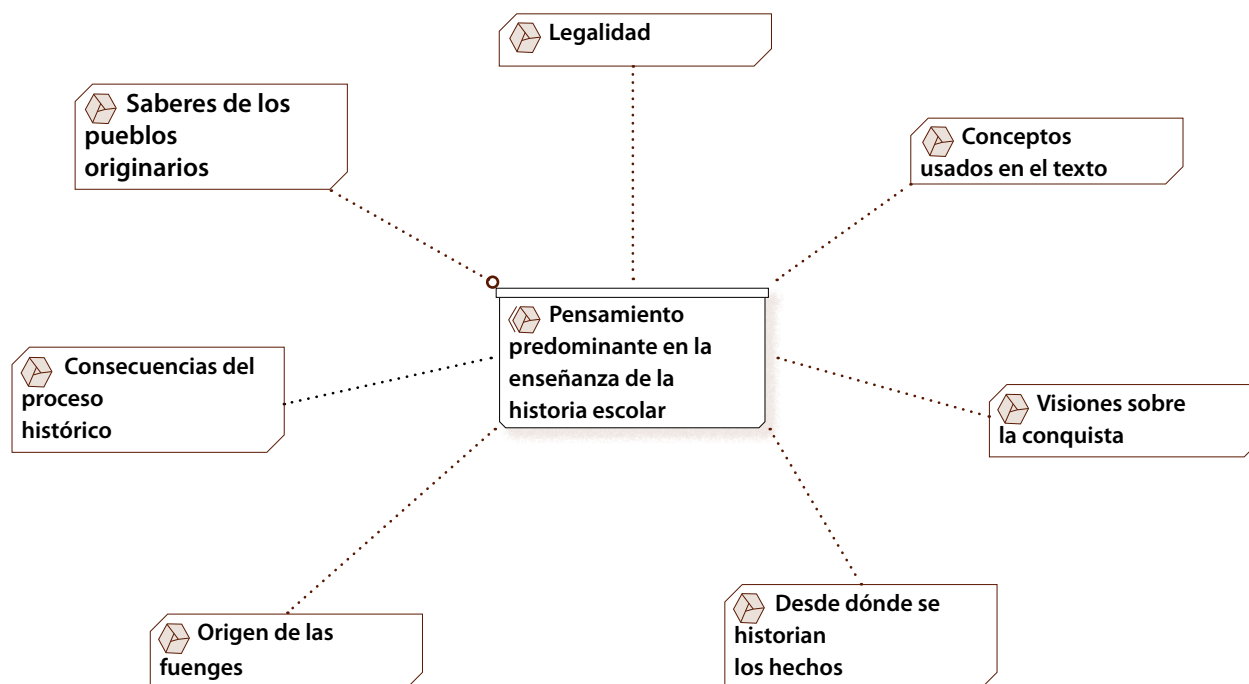 Legalidad
Saberes de los
pueblos
originarios
Conceptos
usados en el texto
Pensamiento
predominante en la
enseñanza de la
historia escolar
Consecuencias del
proceso
histórico
Visiones sobre
la conquista
Origen de las
fuenges
Desde dónde se
historian
los hechos